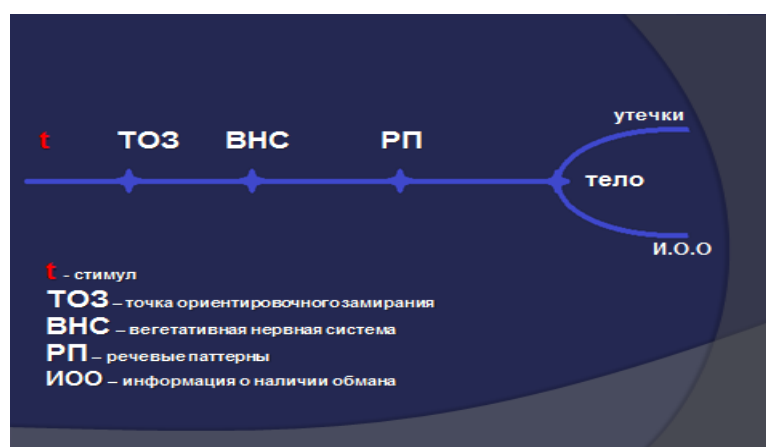 утечки
t ТОЗ ВНС РП
тело
И.О.О
t - стимул
ТОЗ – точка ориентировочного замирания
ВНС – вегетативная нервная система
РП – речевые паттерны
ИОО – информация о наличии обмана